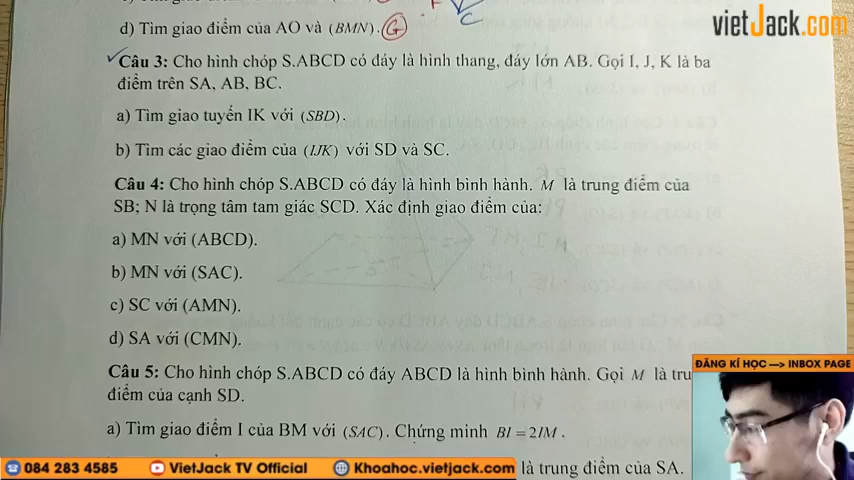 vietJack.com
d) Tìm giao điểm của AO và (BMN). G
C
Câu 3: Cho hình chóp S.ABCD có đáy là hình thang, đáy lớn AB. Gọi I, J, K là ba
điểm trên SA, AB, BC.
a) Tìm giao tuyến IK với (SBD).
b) Tìm các giao điểm của (IJK) với SD và SC.
Câu 4: Cho hình chóp S.ABCD có đáy là hình bình hành. M là trung điểm của
SB; N là trọng tâm tam giác SCD. Xác định giao điểm của:
a) MN với (ABCD).
b) MN với (SAC).
c) SC với (AMN).
d) SA với (CMN).
ĐĂNG KÍ HỌC —> INBOX PAGE
Câu 5: Cho hình chóp S.ABCD có đáy ABCD là hình bình hành. Gọi M là tru
điểm của cạnh SD.
a) Tìm giao điểm I của BM với (SAC). Chứng minh BI = 2IM.
084 283 4585 VietJack TV Official Khoahoc.vietjack.com
là trung điểm của SA.